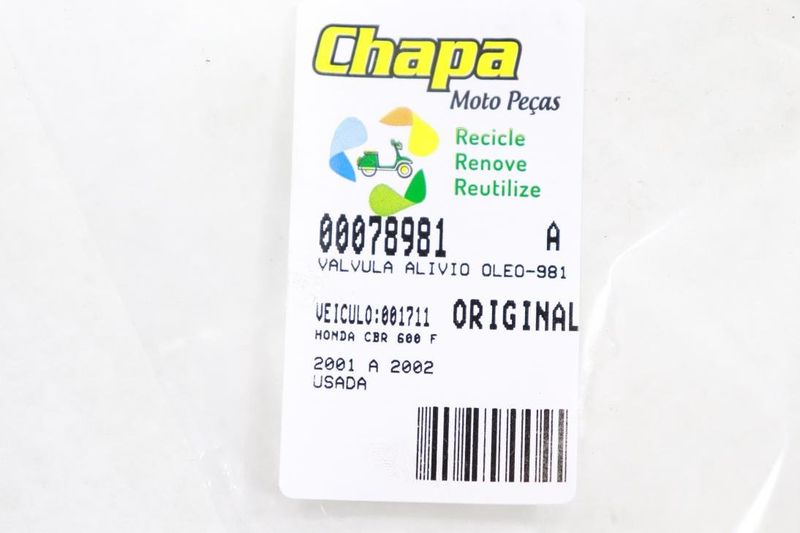 Chapa
Moto Peças
Recicle
Renove
Reutilize
00078981 A
VALVULA ALIVIO OLEO-981
VEICULO:001711 ORIGINAL
HONDA CBR 600 F
2001 A 2002
USADA